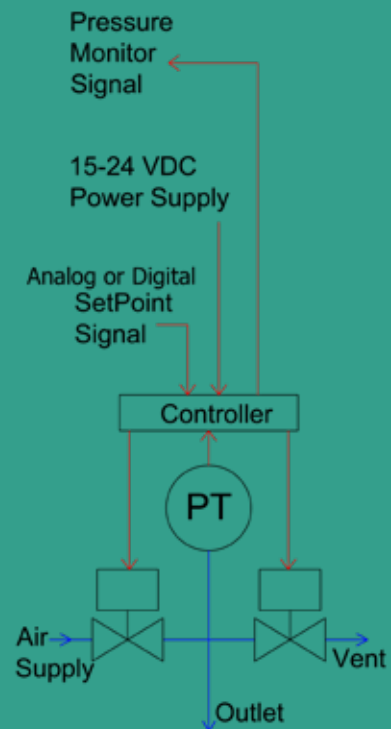 Pressure
Monitor
Signal
15-24 VDC
Power Supply
Analog or Digital
SetPoint
Signal
Controller
PT
Air
Supply
Vent
Outlet